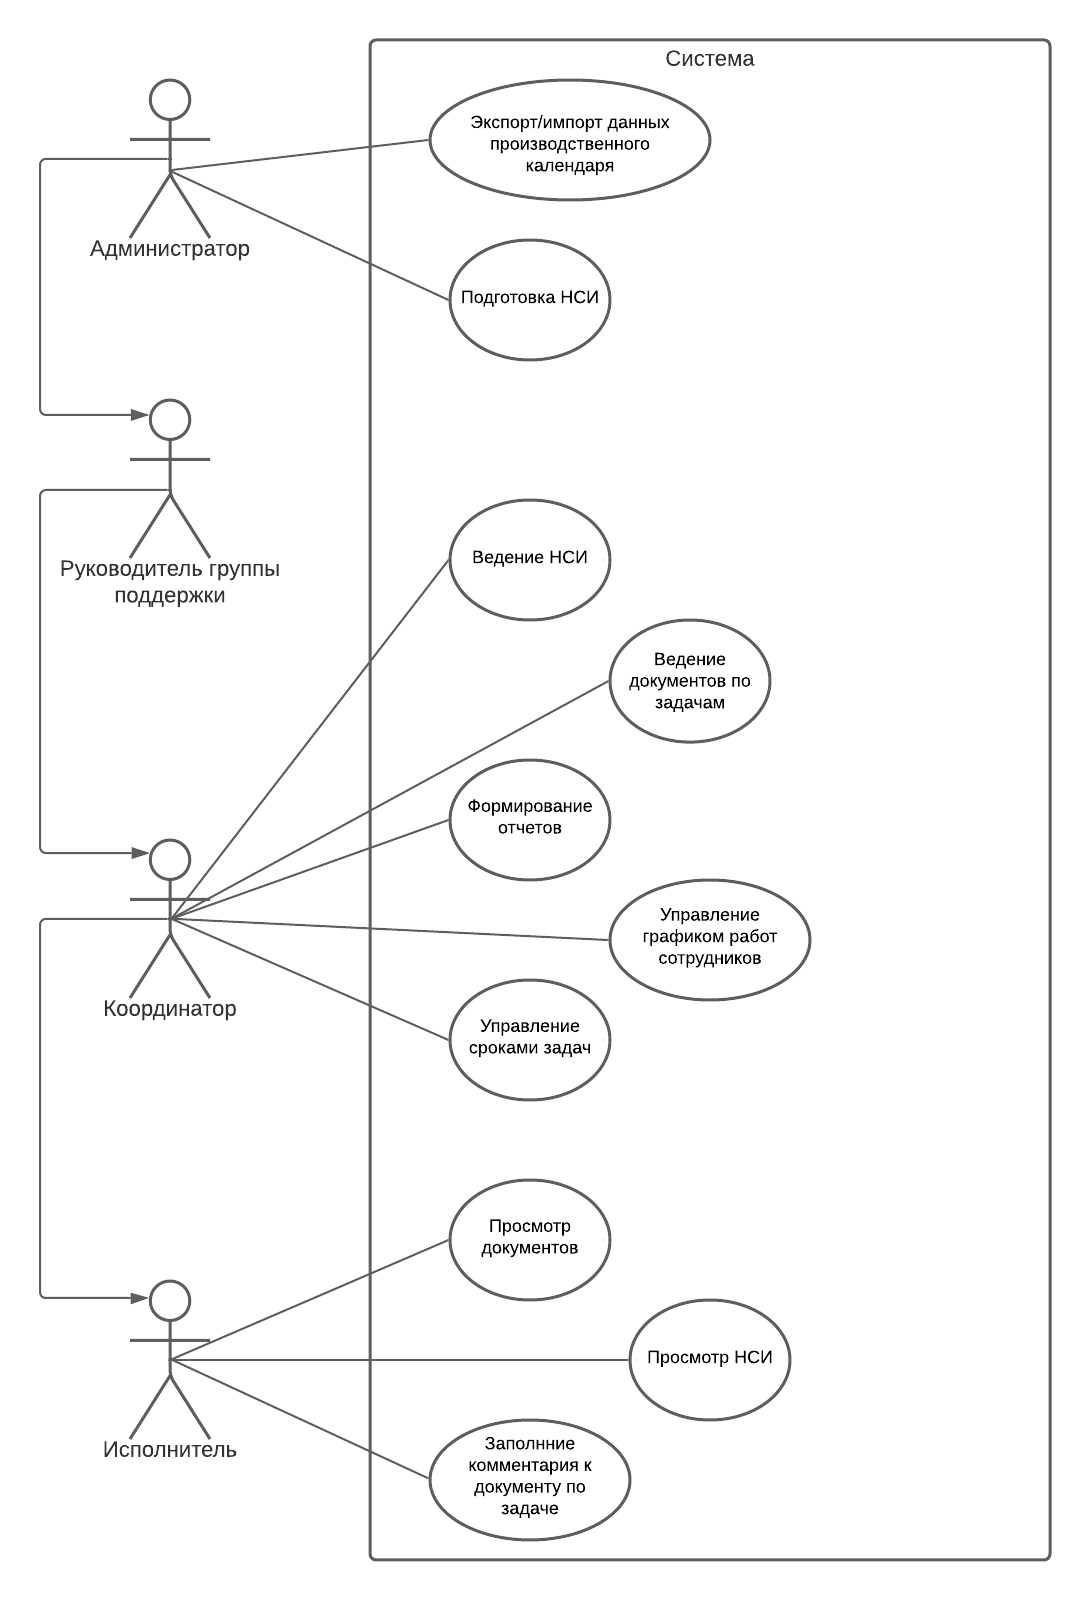 Система
Экспорт/импорт данных
производственного
календаря
Администратор
Подготовка НСИ
Руководитель группы
поддержки
Ведение НСИ
Ведение
документов по
задачам
Формирование
отчетов
Управление
графиком работ
сотрудников
Координатор
Управление
сроками задач
Просмотр
документов
Просмотр НСИ
Исполнитель
Заполнние
комментария к
документу по
задаче